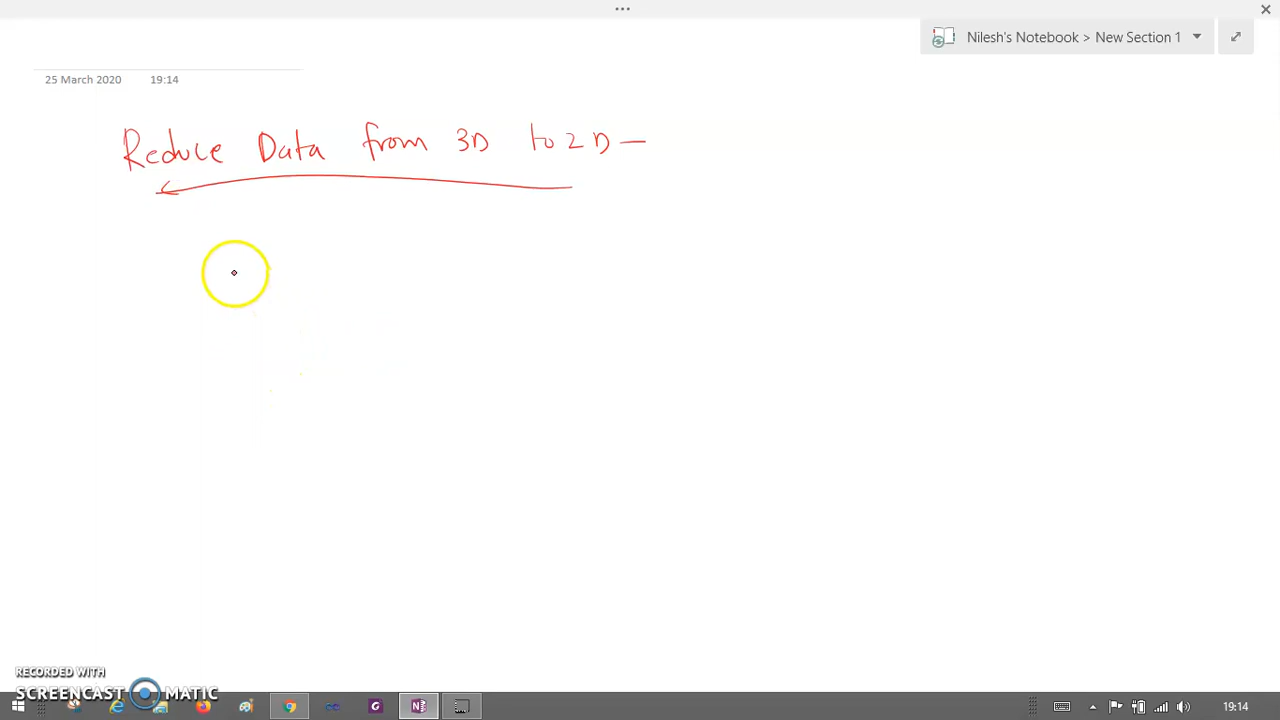 Nilesh's Notebook > New Section 1
25 March 2020 19:14
Reduce Data from 3D to 2D —
RECORDED WITH
SCREENCAST MATIC
19:14